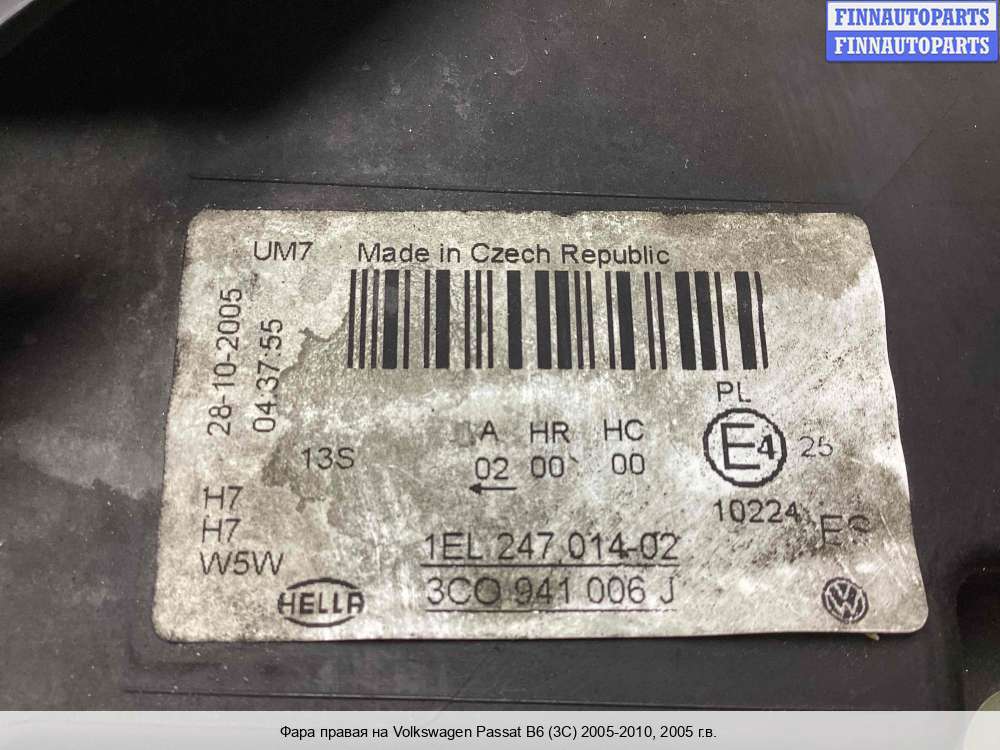 FINNAUTOPARTS
FINNAUTOPARTS
UM7 Made in Czech Republic
28-10-2005
04:37:55
PL
A HR HC
E4 25
13S
02 00 00
10224
H7
H7
W5W
1EL 247 014-02
HELLA
3C0 941 006 J
Фара правая на Volkswagen Passat B6 (3C) 2005-2010, 2005 г.в.